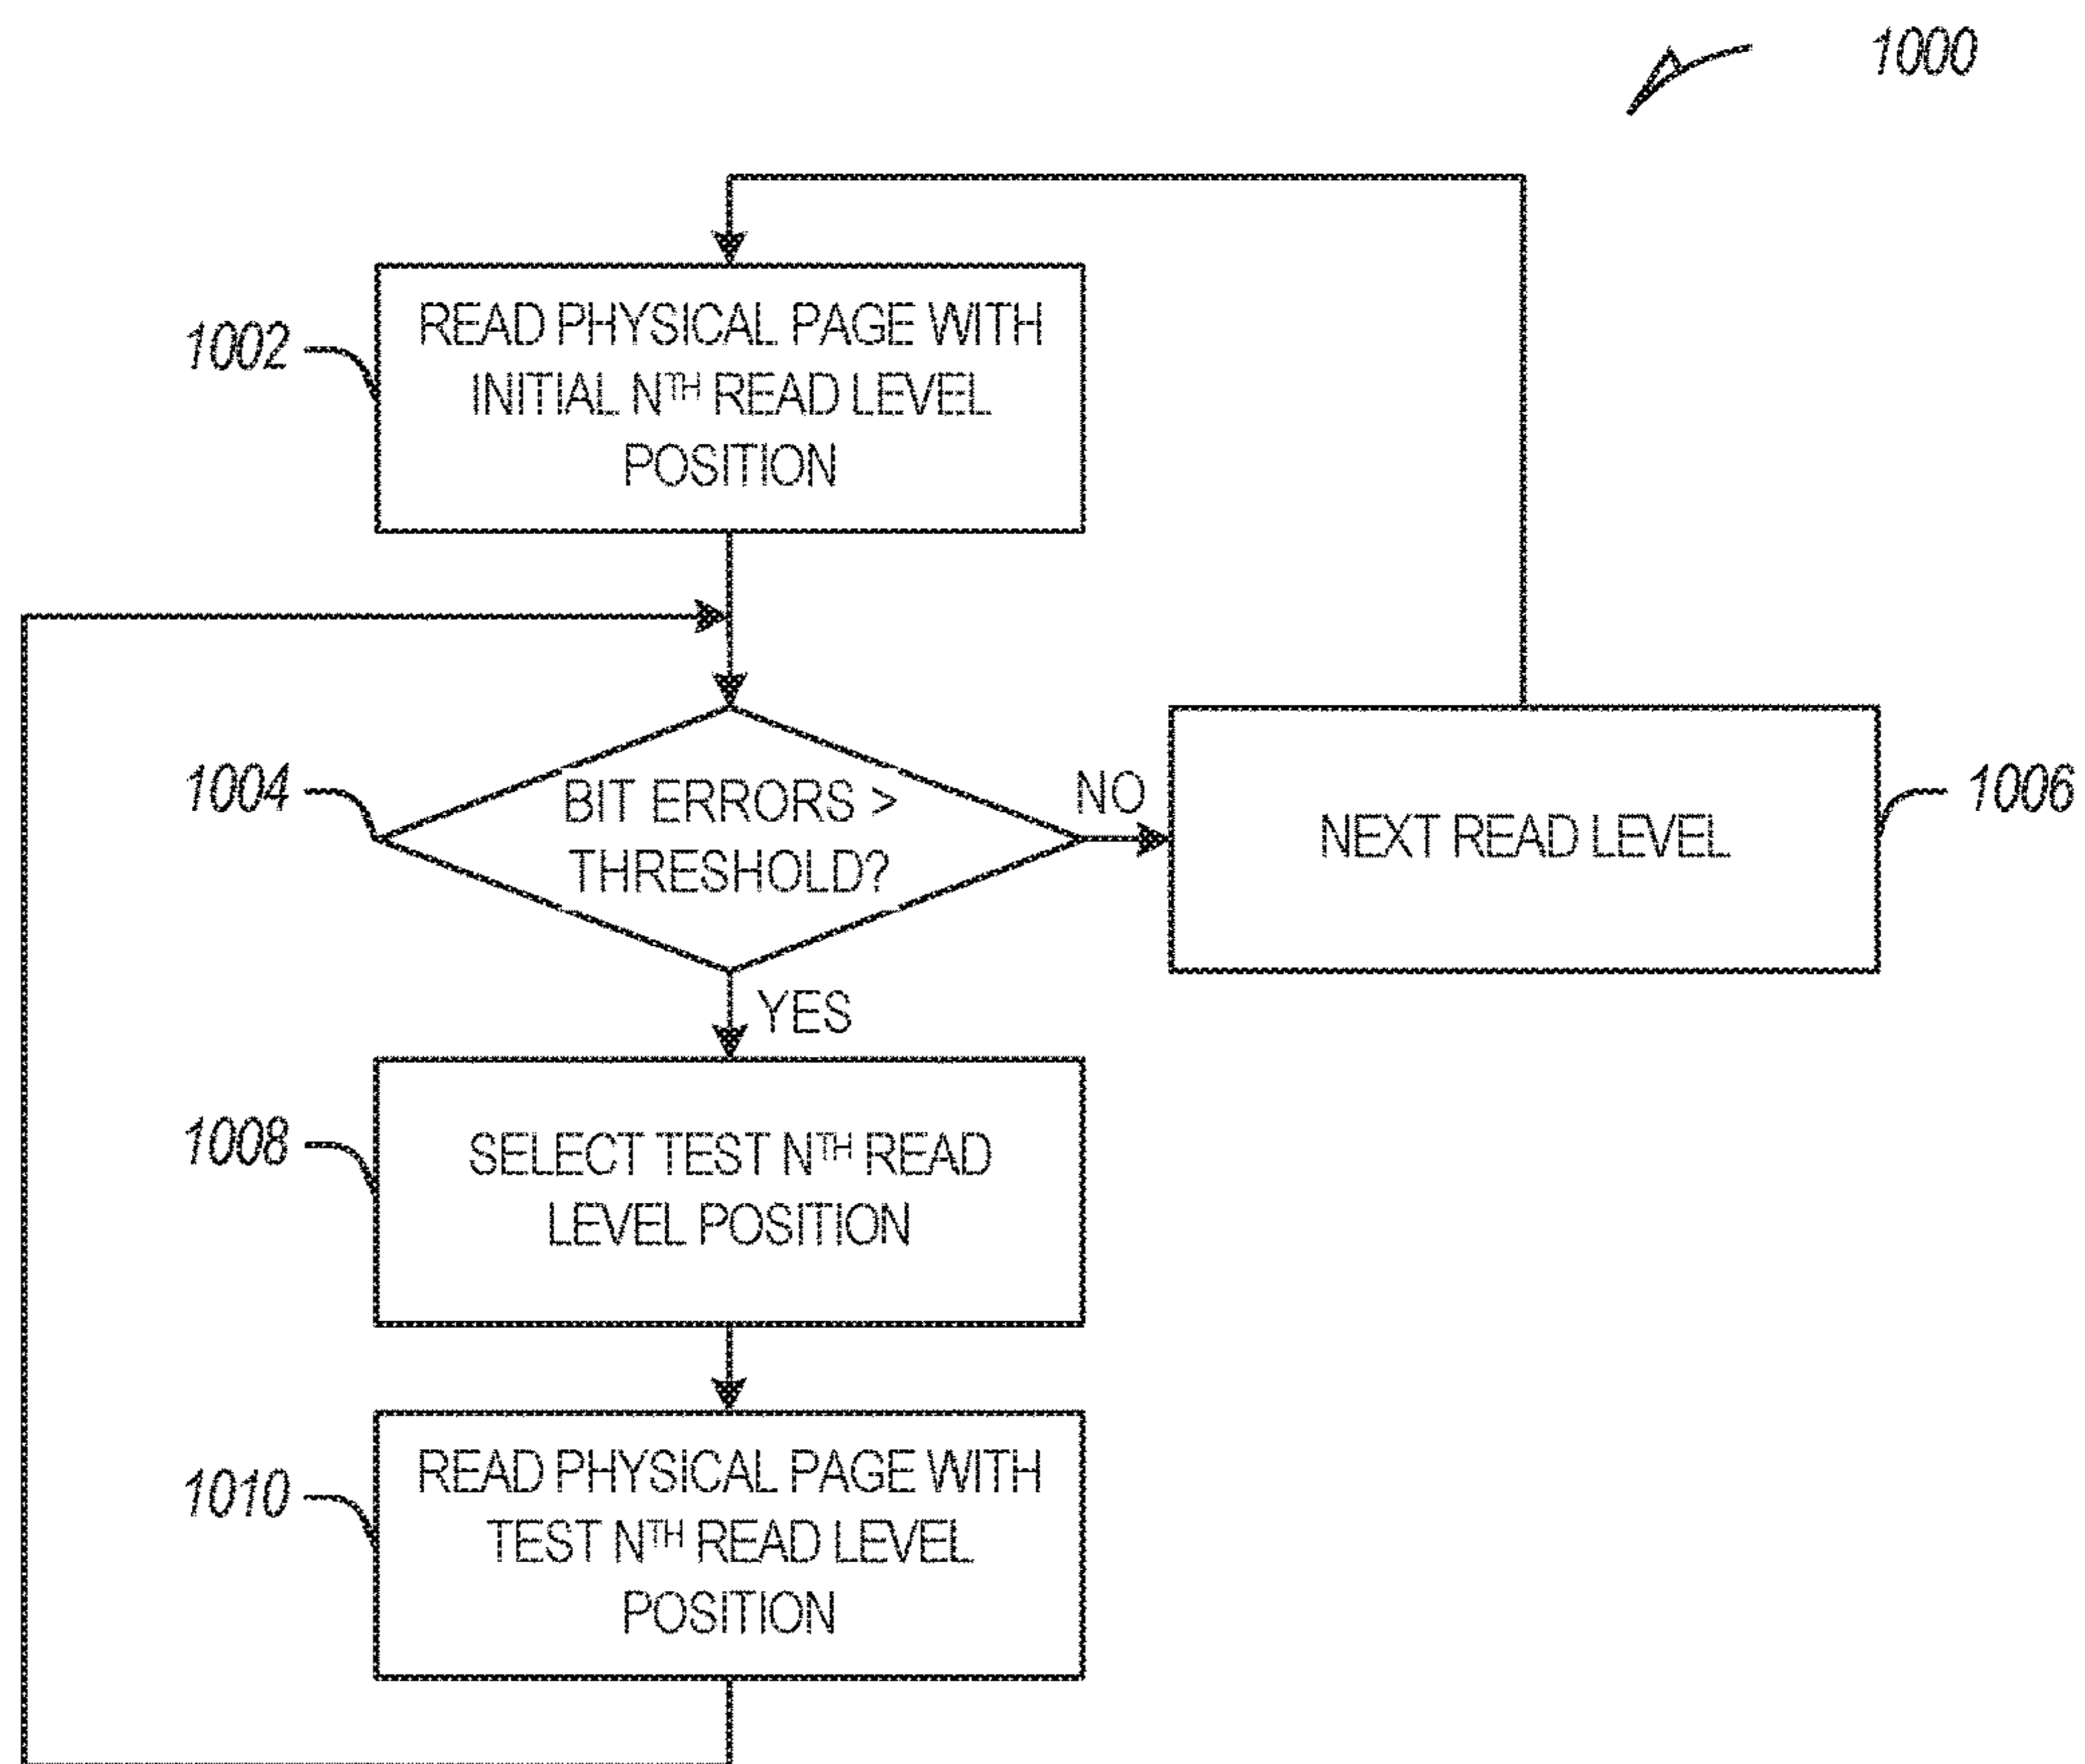 1000
1002
READ PHYSICAL PAGE WITH
INITIAL NTH READ LEVEL
POSITION
1004
BIT ERRORS >
THRESHOLD?
NO
NEXT READ LEVEL
1006
YES
1008
SELECT TEST NTH READ
LEVEL POSITION
1010
READ PHYSICAL PAGE WITH
TEST NTH READ LEVEL
POSITION